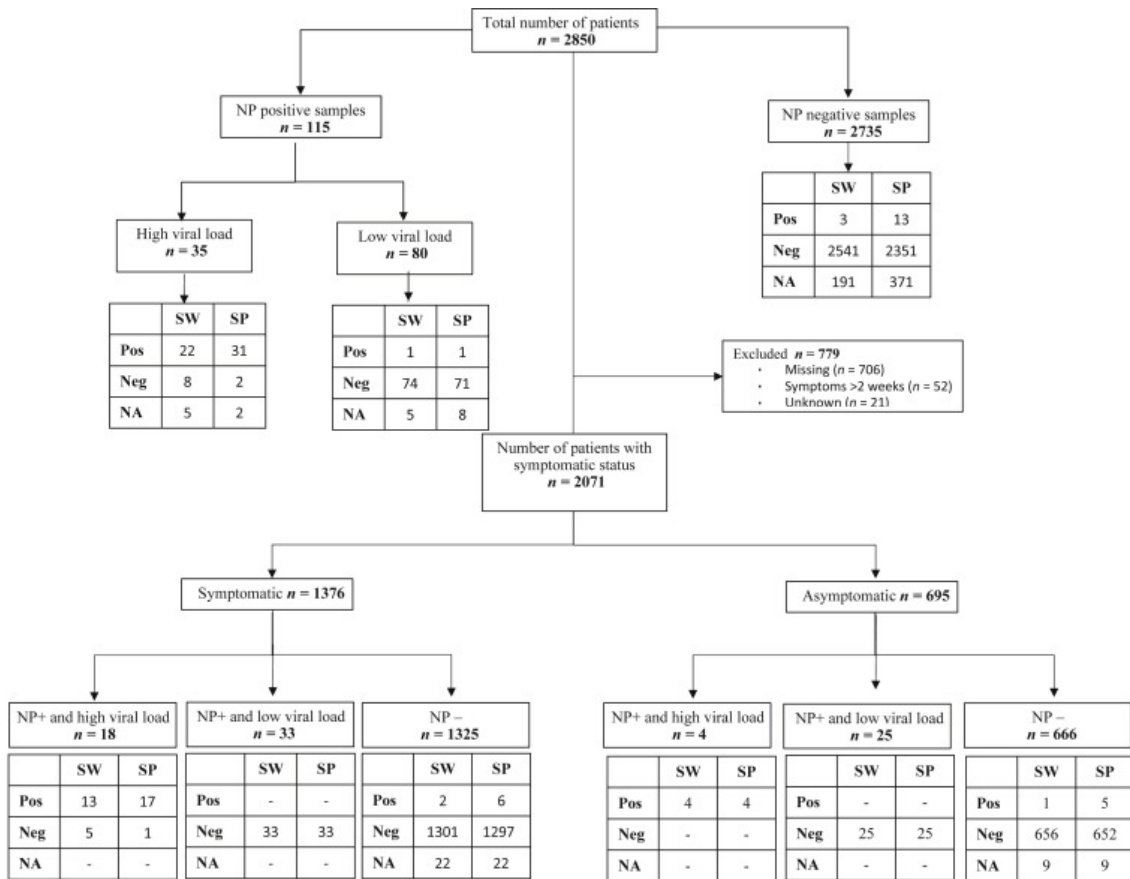 Total number of patients
n = 2850
NP positive samples
n = 115
NP negative samples
n = 2735
SW SP
Pos 3 13
Neg 2541 2351
NA 191 371
High viral load
n = 35
Low viral load
n = 80
SW SP
Pos 22 31
Neg 8 2
NA 5 2
SW SP
Pos 1 1
Neg 74 71
NA 5 8
Excluded n = 779
· Missing (n = 706)
· Symptoms >2 weeks (n = 52)
· Unknown (n = 21)
Number of patients with
symptomatic status
n = 2071
Symptomatic n = 1376
Asymptomatic n = 695
NP+ and high viral load
n = 18
NP+ and low viral load
n = 33
NP –
n = 1325
NP+ and high viral load
n = 4
NP+ and low viral load
n = 25
NP –
n = 666
SW SP
Pos 13 17
Neg 5 1
NA - -
SW SP
Pos - -
Neg 33 33
NA - -
SW SP
Pos 2 6
Neg 1301 1297
NA 22 22
SW SP
Pos 4 4
Neg - -
NA - -
SW SP
Pos - -
Neg 25 25
NA - -
SW SP
Pos 1 5
Neg 656 652
NA 9 9